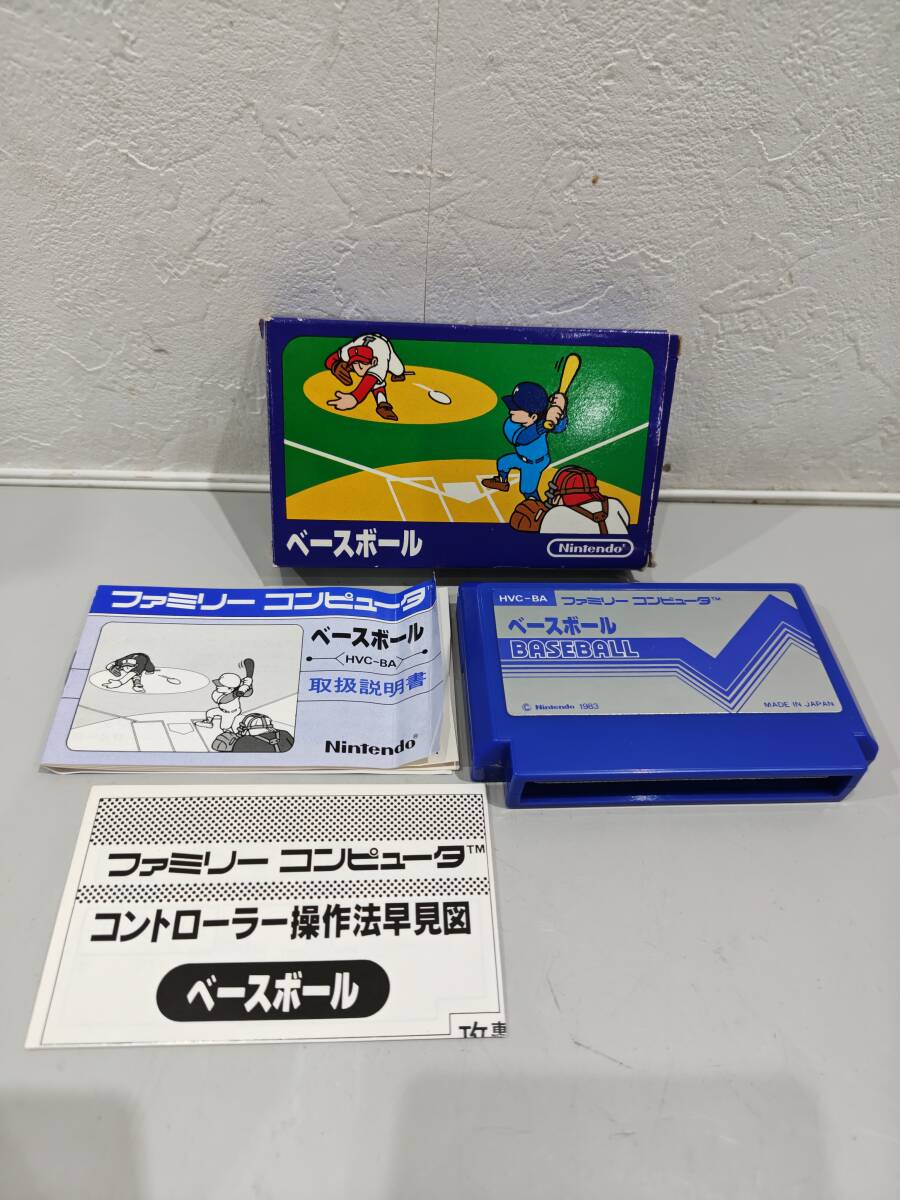 ベースボール
Nintendo®
ファミリー コンピュータ
ベースボール
HVC-BA
取扱説明書
Nintendo®
HVC-BA ファミリー コンピュータ™
ベースボール
BASEBALL
© Nintendo 1983 MADE IN JAPAN
ファミリー コンピュータ™
コントローラー操作法早見図
ベースボール
攻